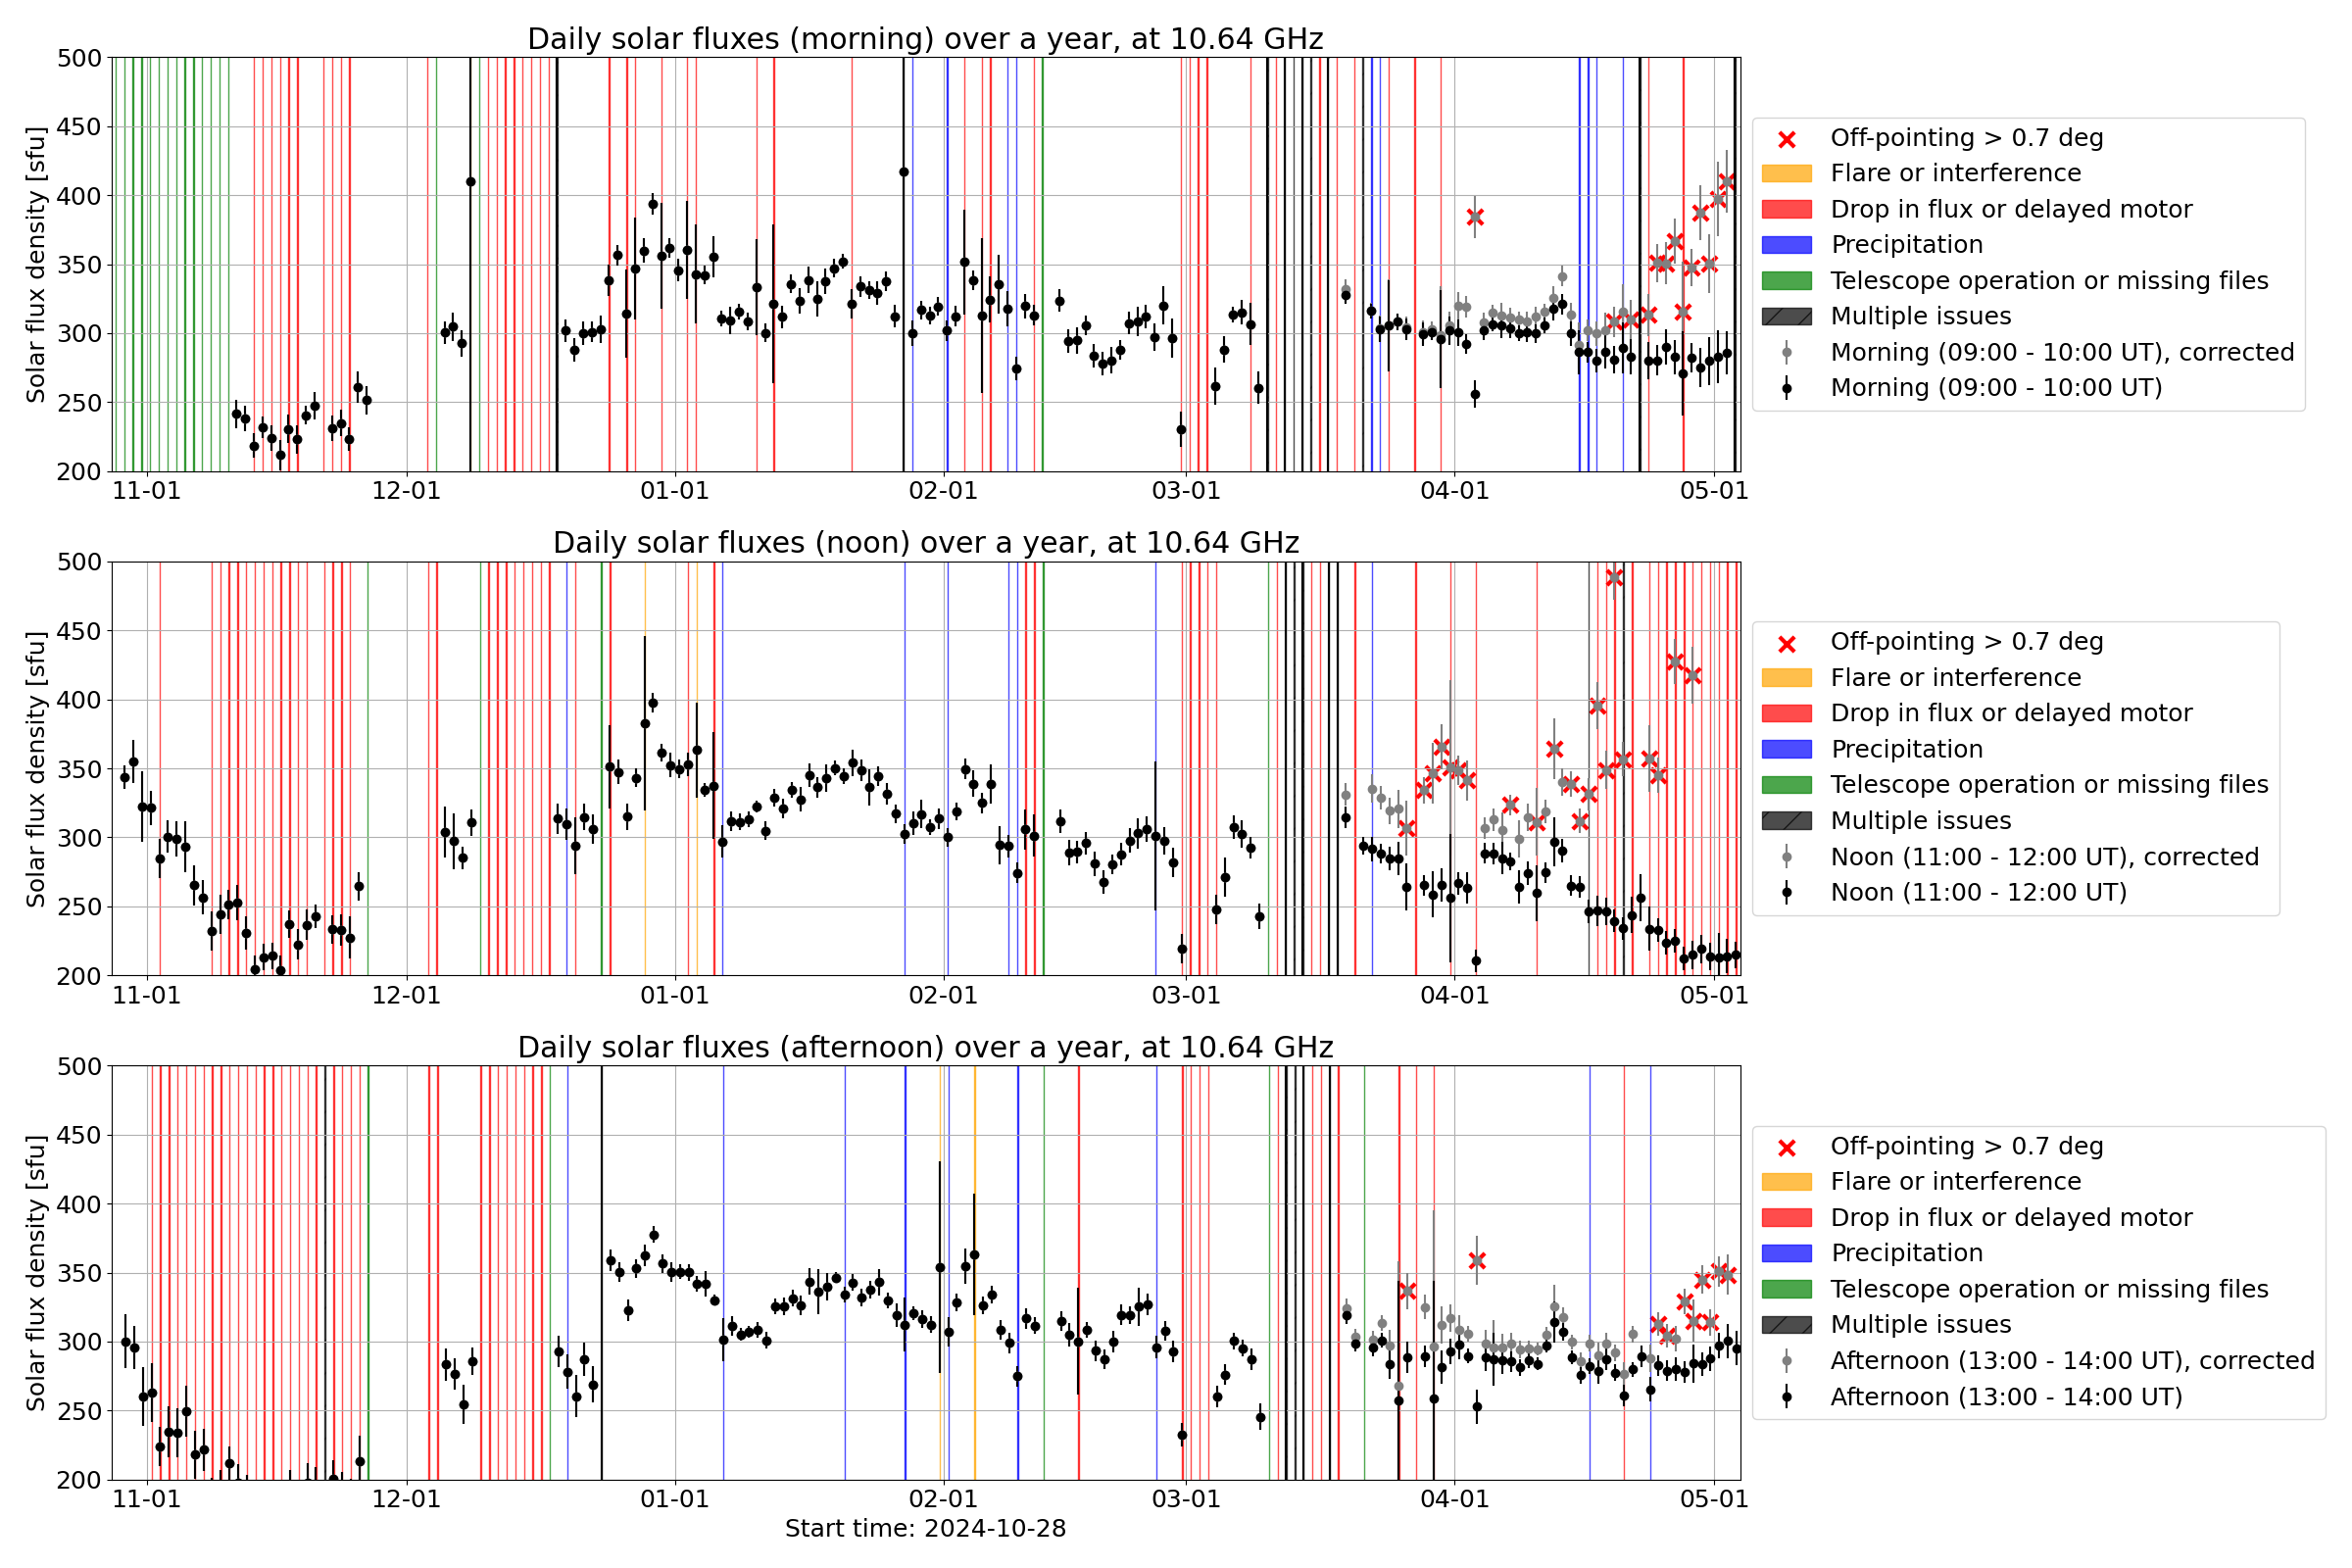 Daily solar fluxes (morning) over a year, at 10.64 GHz
Solar flux density [sfu]
500
450
400
350
300
250
200
11-01 12-01 01-01 02-01 03-01 04-01 05-01
Off-pointing > 0.7 deg
Flare or interference
Drop in flux or delayed motor
Precipitation
Telescope operation or missing files
Multiple issues
Morning (09:00 - 10:00 UT), corrected
Morning (09:00 - 10:00 UT)
Daily solar fluxes (noon) over a year, at 10.64 GHz
Solar flux density [sfu]
500
450
400
350
300
250
200
11-01 12-01 01-01 02-01 03-01 04-01 05-01
Off-pointing > 0.7 deg
Flare or interference
Drop in flux or delayed motor
Precipitation
Telescope operation or missing files
Multiple issues
Noon (11:00 - 12:00 UT), corrected
Noon (11:00 - 12:00 UT)
Daily solar fluxes (afternoon) over a year, at 10.64 GHz
Solar flux density [sfu]
500
450
400
350
300
250
200
11-01 12-01 01-01 02-01 03-01 04-01 05-01
Start time: 2024-10-28
Off-pointing > 0.7 deg
Flare or interference
Drop in flux or delayed motor
Precipitation
Telescope operation or missing files
Multiple issues
Afternoon (13:00 - 14:00 UT), corrected
Afternoon (13:00 - 14:00 UT)